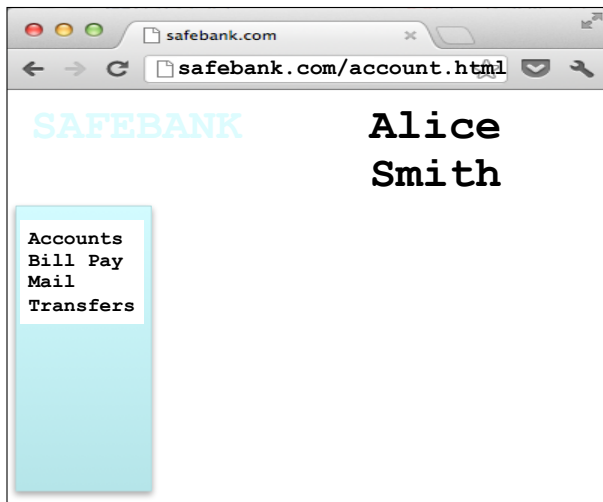 safebank.com
safebank.com/account.html
SAFEBANK
Alice
Smith
Accounts
Bill Pay
Mail
Transfers